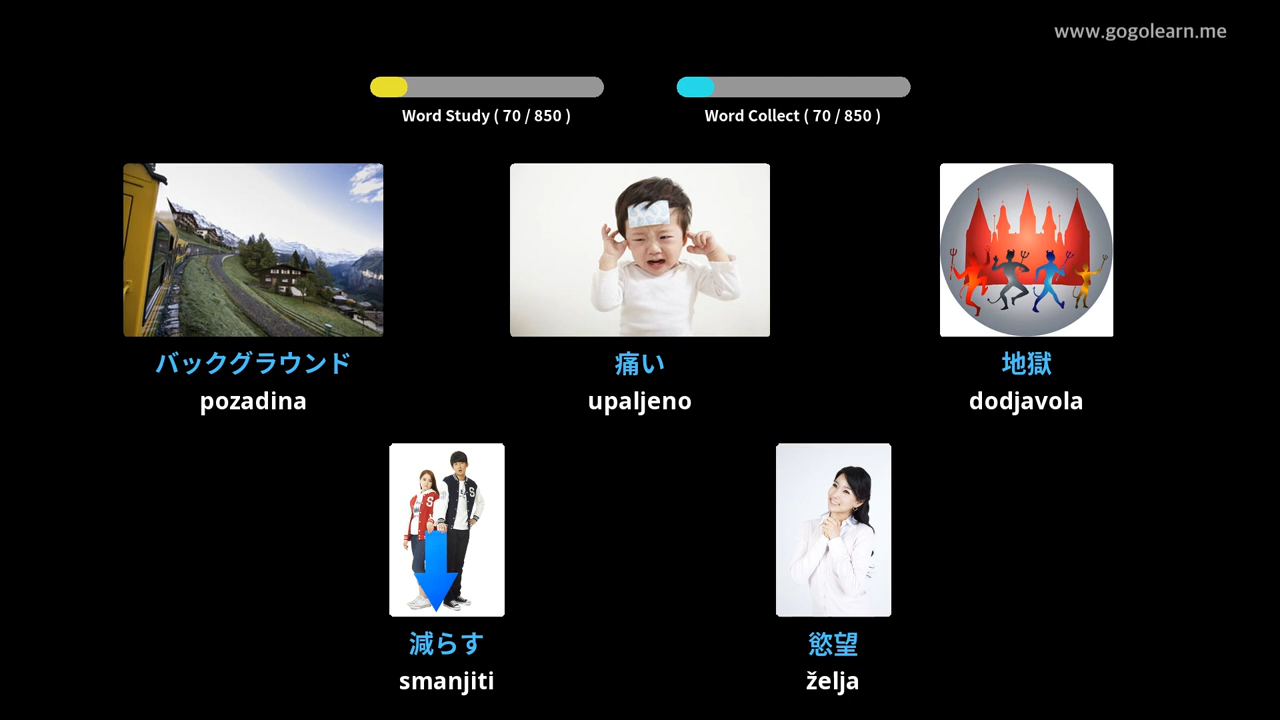 www.gogolearn.me
Word Study ( 70 / 850 )
Word Collect ( 70 / 850 )
バックグラウンド
痛い
地獄
pozadina
upaljeno
dodjavola
減らす
慾望
smanjiti
želja